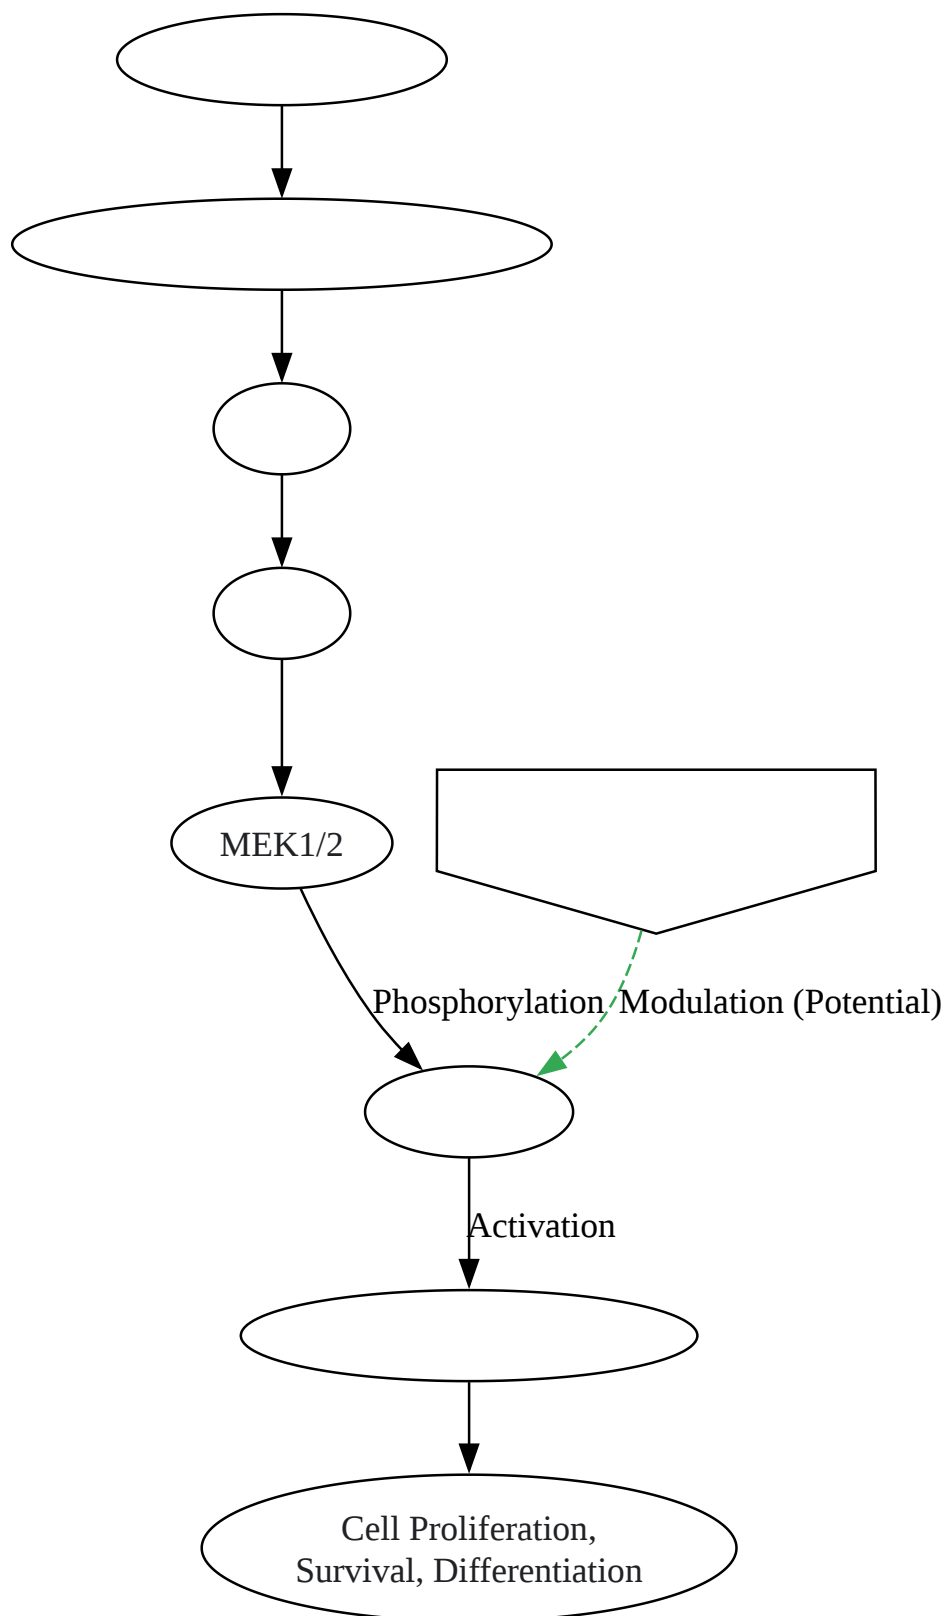 MEK1/2
Phosphorylation
Modulation (Potential)
Activation
Cell Proliferation,
Survival, Differentiation